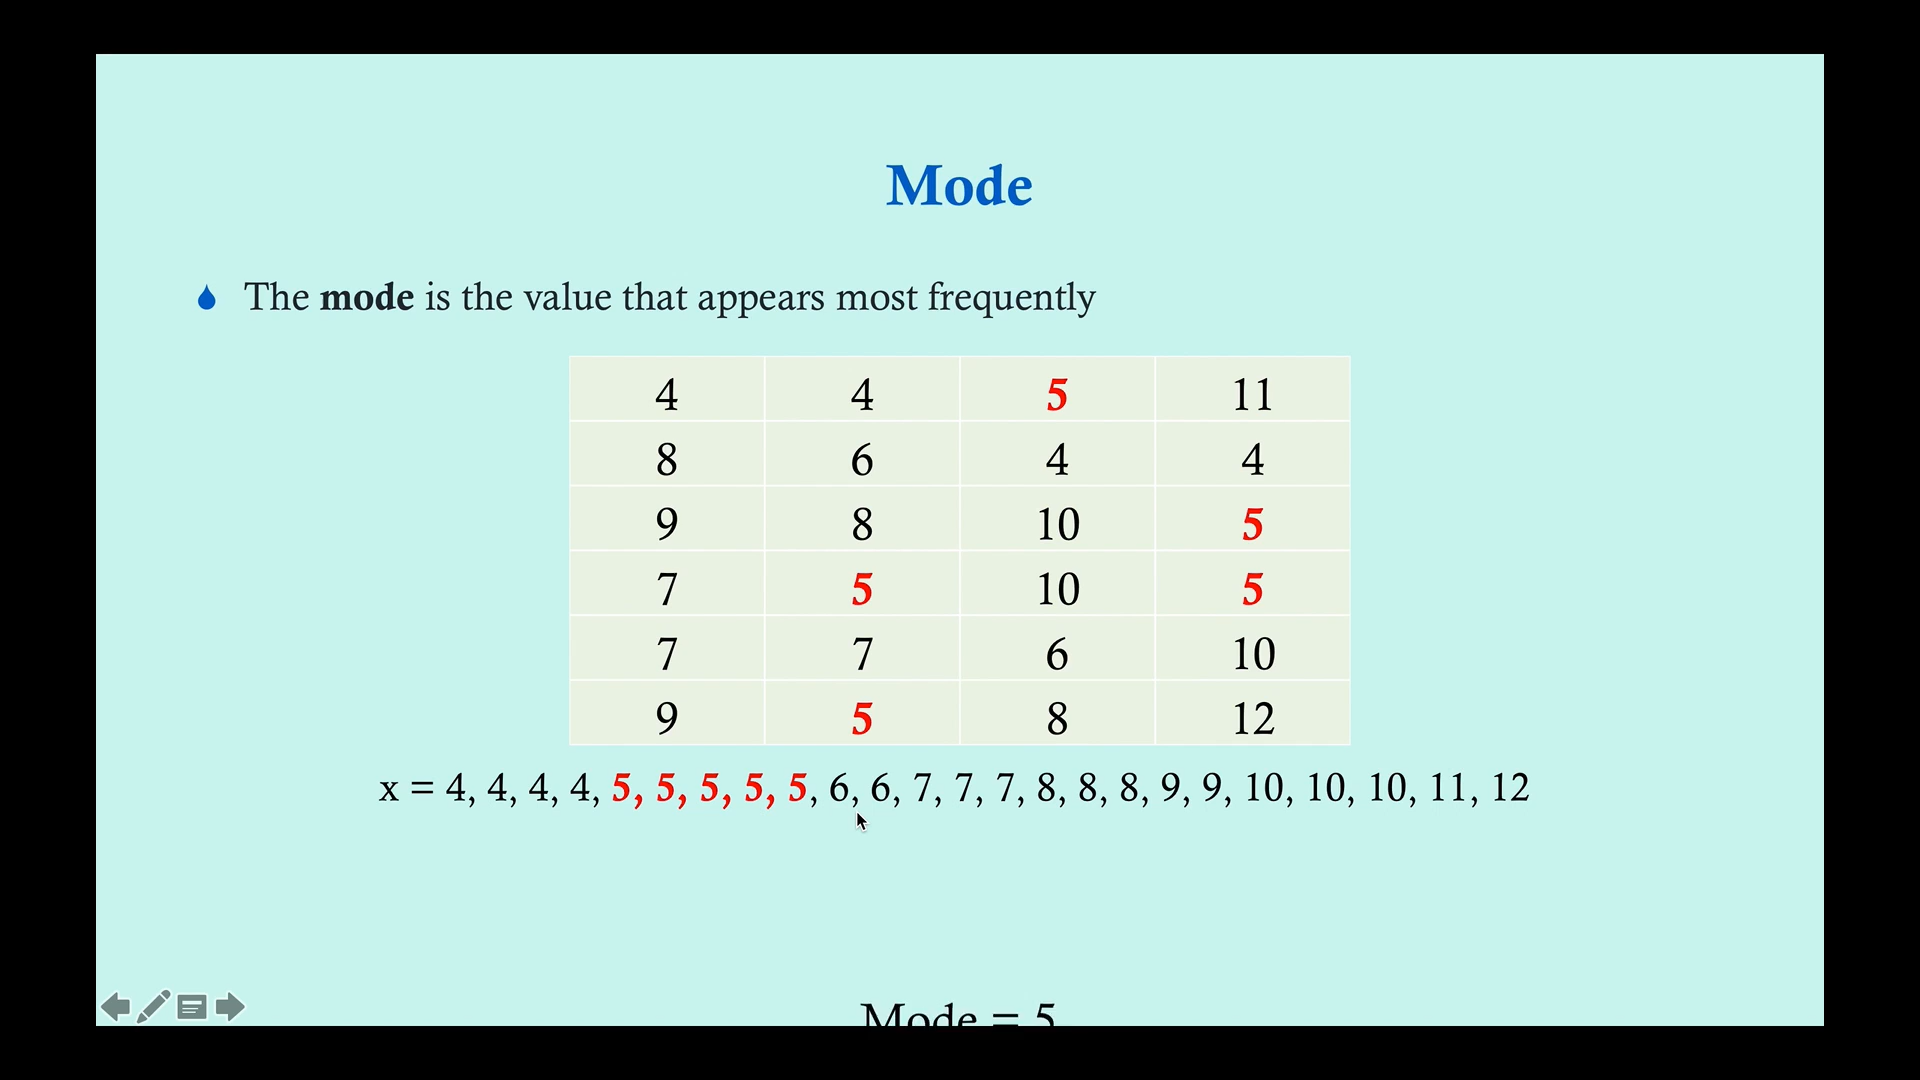 Mode
The mode is the value that appears most frequently
4 4 5 11
8 6 4 4
9 8 10 5
7 5 10 5
7 7 6 10
9 5 8 12
x = 4, 4, 4, 4, 5, 5, 5, 5, 5, 6, 6, 7, 7, 7, 8, 8, 8, 9, 9, 10, 10, 10, 11, 12
Mode = 5